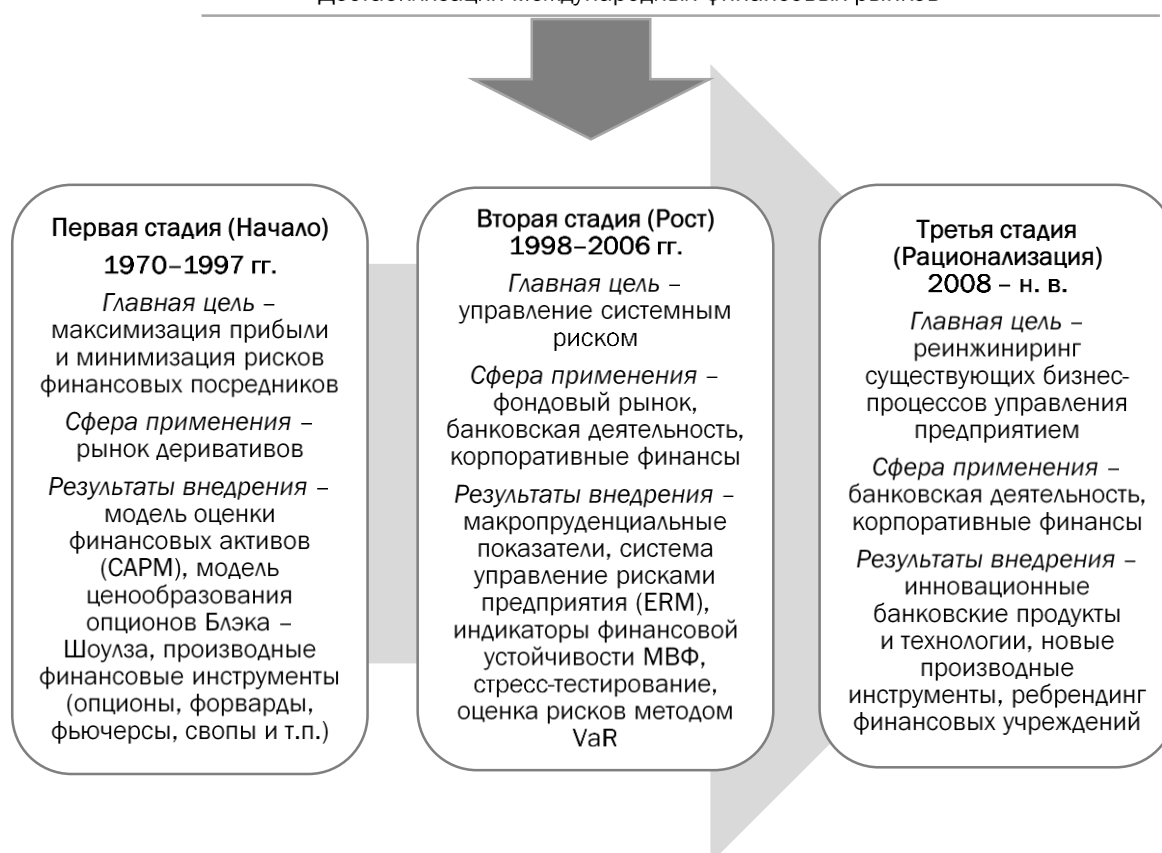 Дестабилизация международных финансовых рынков
Первая стадия (Начало)
1970–1997 гг.
Главная цель –
максимизация прибыли
и минимизация рисков
финансовых посредников
Сфера применения –
рынок деривативов
Результаты внедрения –
модель оценки
финансовых активов
(CAPM), модель
ценообразования
опционов Блэка –
Шоулза, производные
финансовые инструменты
(опционы, форварды,
фьючерсы, свопы и т.п.)
Вторая стадия (Рост)
1998–2006 гг.
Главная цель –
управление системным
риском
Сфера применения –
фондовый рынок,
банковская деятельность,
корпоративные финансы
Результаты внедрения –
макропруденциальные
показатели, система
управление рисками
предприятия (ERM),
индикаторы финансовой
устойчивости МВФ,
стресс-тестирование,
оценка рисков методом
VaR
Третья стадия
(Рационализация)
2008 – н. в.
Главная цель –
реинжиниринг
существующих бизнес-
процессов управления
предприятием
Сфера применения –
банковская деятельность,
корпоративные финансы
Результаты внедрения –
инновационные
банковские продукты
и технологии, новые
производные
инструменты, ребрендинг
финансовых учреждений